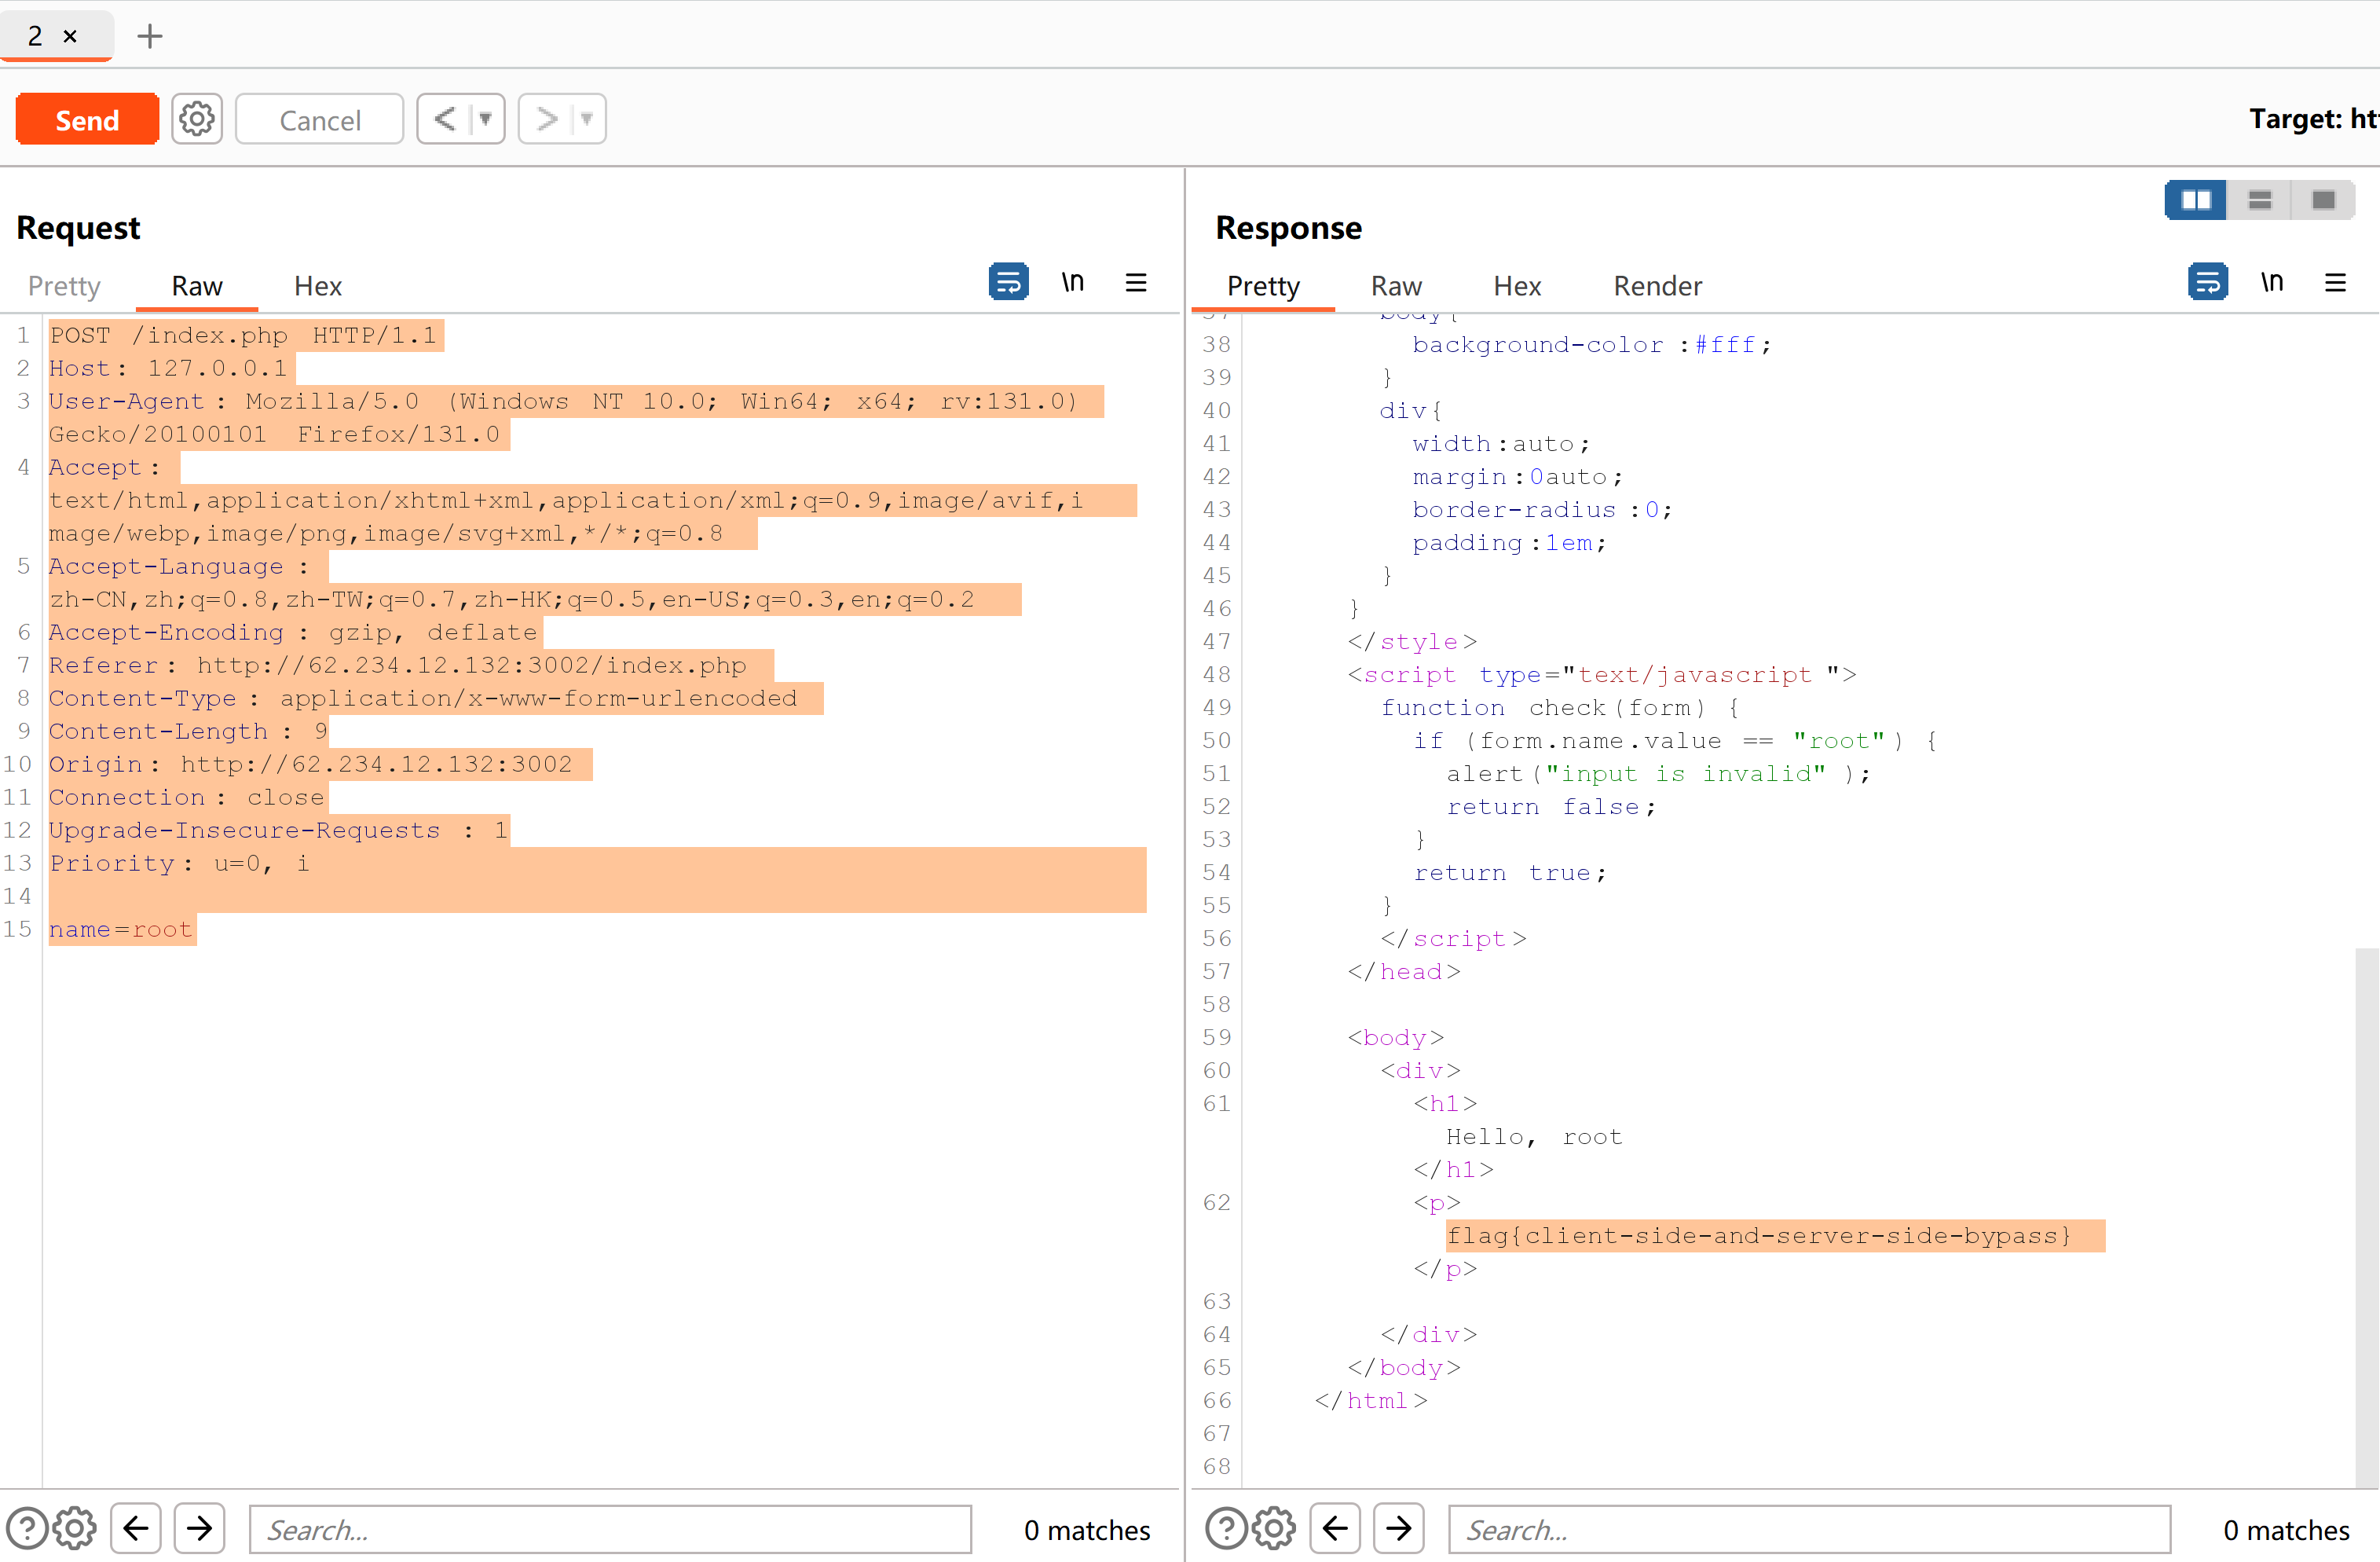 2 ×
Send
Cancel
Target: ht
Request
Pretty Raw Hex
\n
1 POST /index.php HTTP/1.1
2 Host: 127.0.0.1
3 User-Agent: Mozilla/5.0 (Windows NT 10.0; Win64; x64; rv:131.0)
Gecko/20100101 Firefox/131.0
4 Accept:
text/html,application/xhtml+xml,application/xml;q=0.9,image/avif,i
mage/webp,image/png,image/svg+xml,*/*;q=0.8
5 Accept-Language:
zh-CN,zh;q=0.8,zh-TW;q=0.7,zh-HK;q=0.5,en-US;q=0.3,en;q=0.2
6 Accept-Encoding: gzip, deflate
7 Referer: http://62.234.12.132:3002/index.php
8 Content-Type: application/x-www-form-urlencoded
9 Content-Length: 9
10 Origin: http://62.234.12.132:3002
11 Connection: close
12 Upgrade-Insecure-Requests: 1
13 Priority: u=0, i
14
15 name=root
Search...
0 matches
Response
Pretty Raw Hex Render
\n
37 body{
38 background-color:#fff;
39 }
40 div{
41 width:auto;
42 margin:0auto;
43 border-radius:0;
44 padding:1em;
45 }
46 }
47 </style>
48 <script type="text/javascript">
49 function check(form) {
50 if (form.name.value == "root") {
51 alert("input is invalid");
52 return false;
53 }
54 return true;
55 }
56 </script>
57 </head>
58
59 <body>
60 <div>
61 <h1>
Hello, root
</h1>
62 <p>
flag{client-side-and-server-side-bypass}
</p>
63
64 </div>
65 </body>
66 </html>
67
68
Search...
0 matches